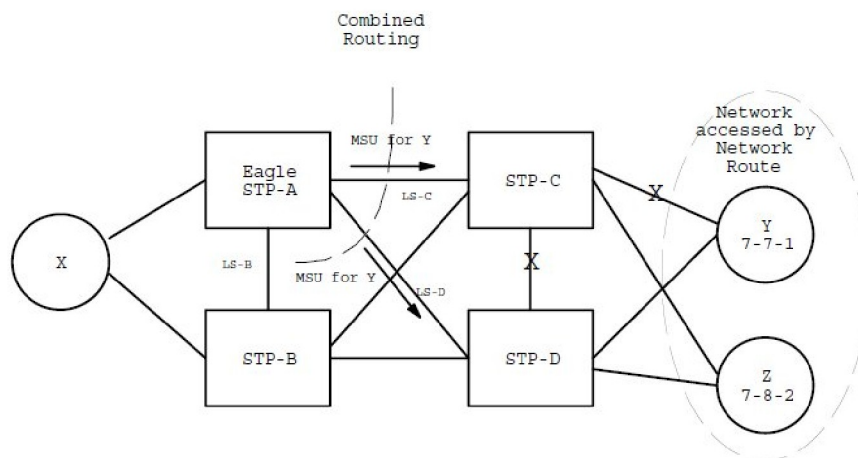 Combined
Routing
Network
accessed by
Network
Route
MSU for Y
Eagle
STP-A
LS-C
STP-C
X
Y
7-7-1
X
LS-B
MSU for Y
X
LS-D
STP-B
STP-D
Z
7-8-2